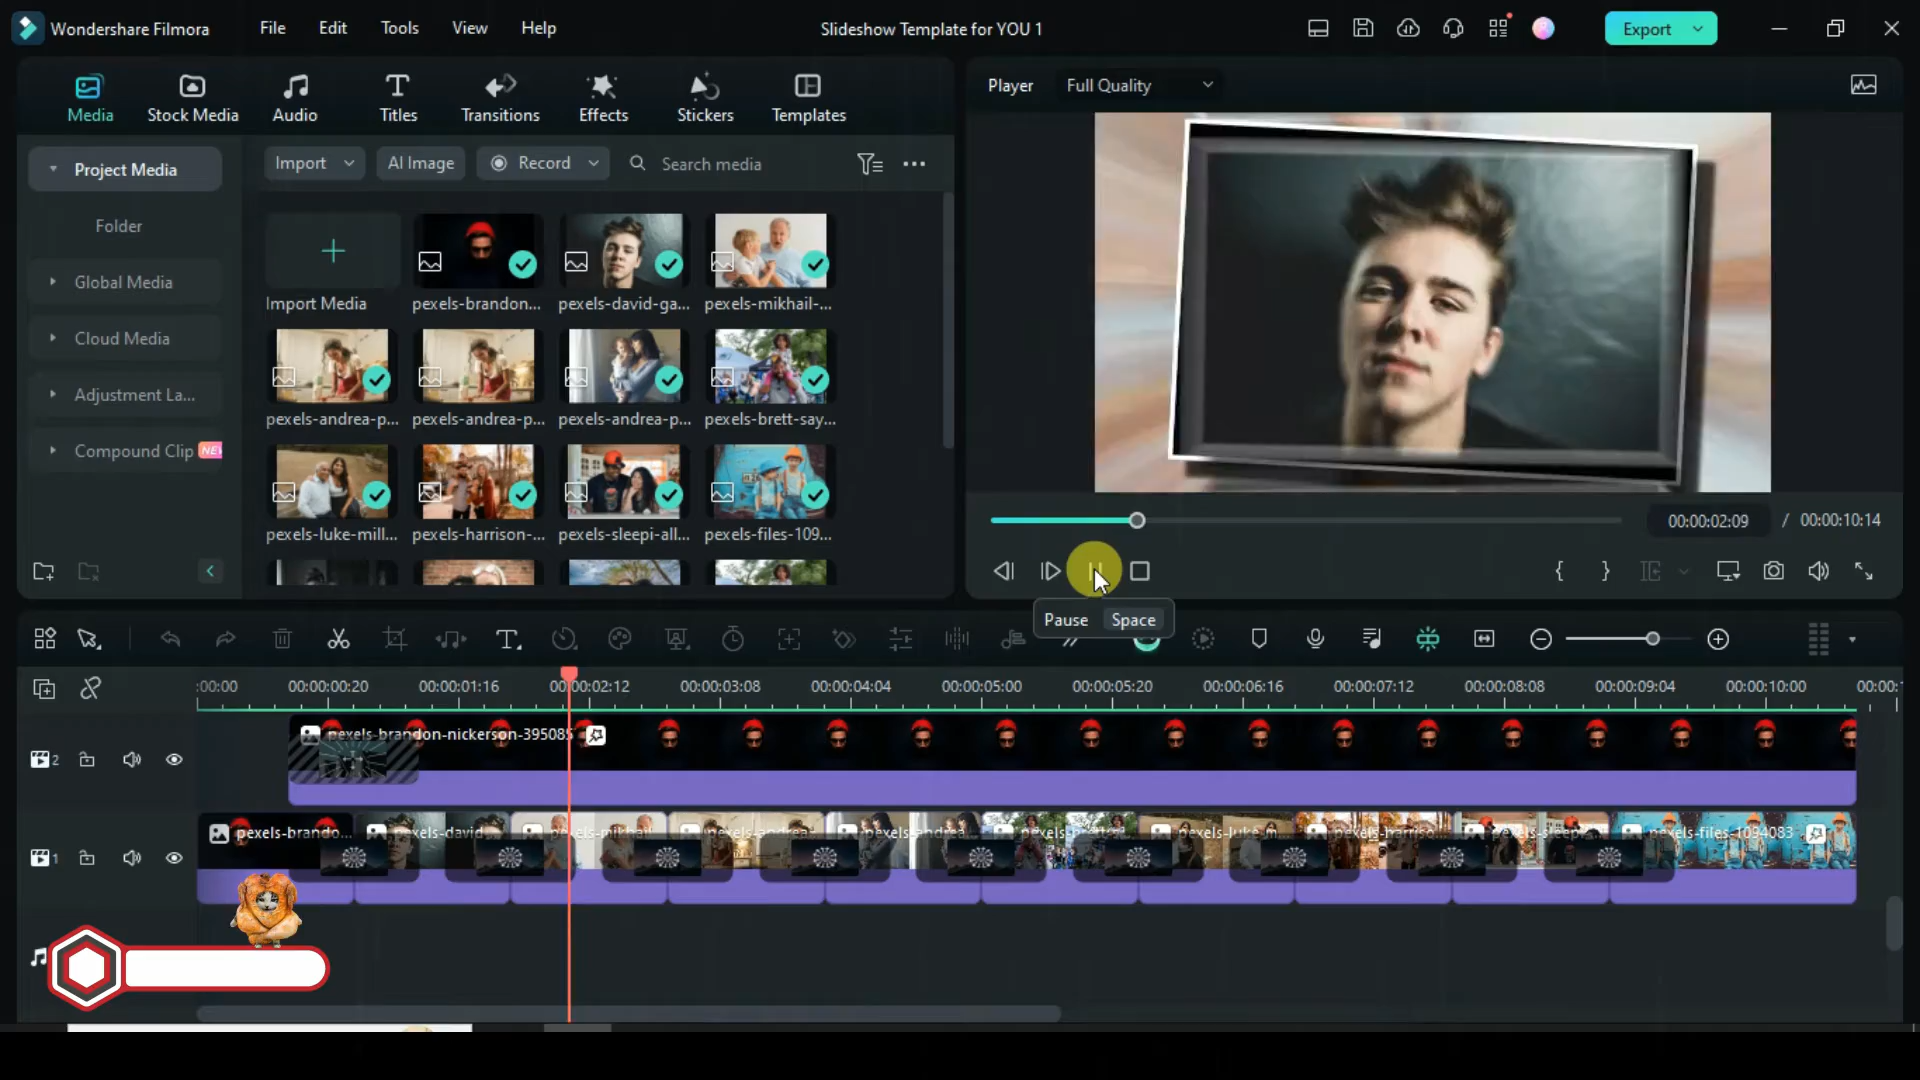 Wondershare Filmora
File
Edit
Tools
View
Help
Slideshow Template for YOU 1
Export
Media
Stock Media
Audio
Titles
Transitions
Effects
Stickers
Templates
Player
Full Quality
Project Media
Folder
Global Media
Cloud Media
Adjustment La...
Compound Clip
Import
AI Image
Record
Search media
Import Media
pexels-brandon...
pexels-david-ga...
pexels-mikhail-...
pexels-andrea-p...
pexels-andrea-p...
pexels-andrea-p...
pexels-brett-say...
pexels-luke-mill...
pexels-harrison-...
pexels-sleepi-all...
pexels-files-109...
00:00:02:09 / 00:00:10:14
Pause Space
:00:00
00:00:00:20
00:00:01:16
00:00:02:12
00:00:03:08
00:00:04:04
00:00:05:00
00:00:05:20
00:00:06:16
00:00:07:12
00:00:08:08
00:00:09:04
00:00:10:00
2
pexels-brandon-nickerson-395085
1
pexels-brando...
pexels-files-1094083